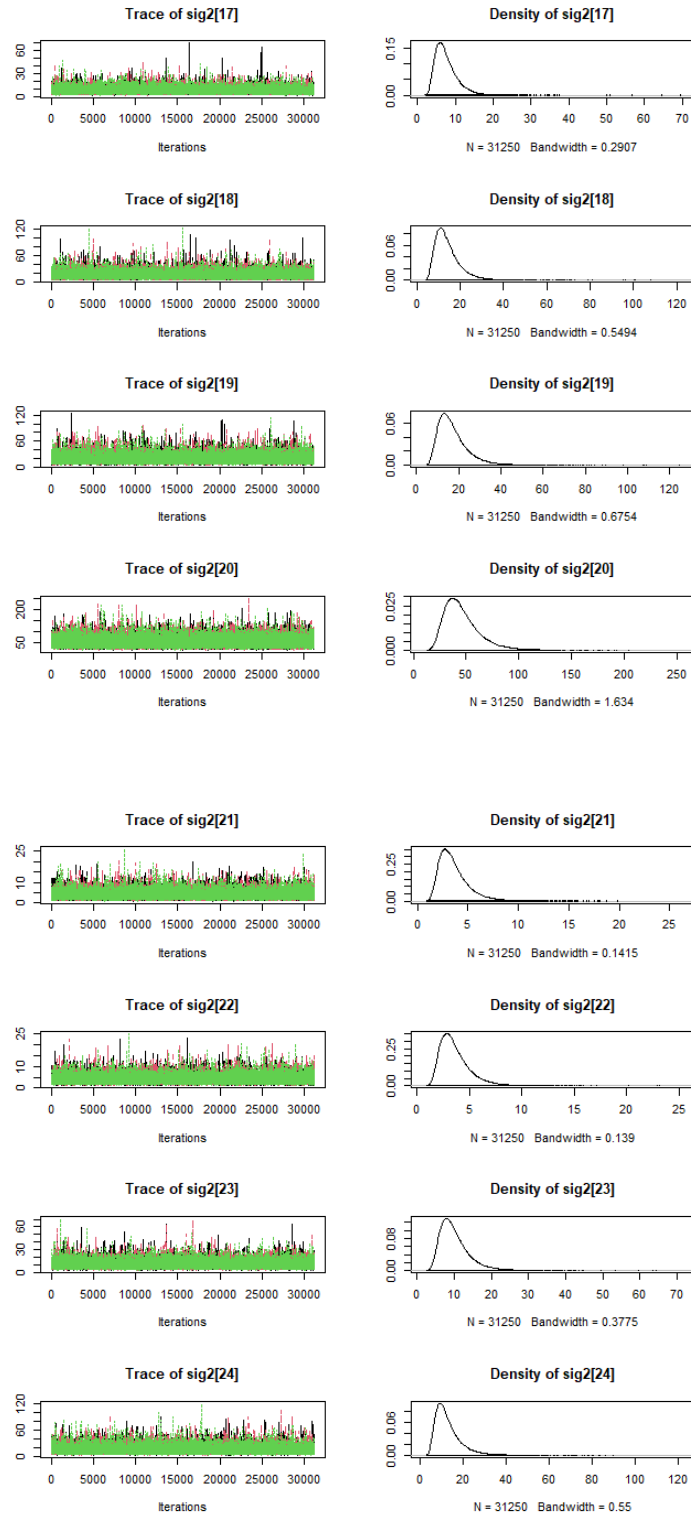 Trace of sig2[17]
Density of sig2[17]
0 30 60
0.00 0.15
0 5000 10000 15000 20000 25000 30000
0 10 20 30 40 50 60 70
Iterations
N = 31250 Bandwidth = 0.2907
Trace of sig2[18]
Density of sig2[18]
0 60 120
0.00 0.06
0 5000 10000 15000 20000 25000 30000
0 20 40 60 80 100 120
Iterations
N = 31250 Bandwidth = 0.5494
Trace of sig2[19]
Density of sig2[19]
0 60 120
0.00 0.06
0 5000 10000 15000 20000 25000 30000
0 20 40 60 80 100 120
Iterations
N = 31250 Bandwidth = 0.6754
Trace of sig2[20]
Density of sig2[20]
50 200
0.000 0.025
0 5000 10000 15000 20000 25000 30000
0 50 100 150 200 250
Iterations
N = 31250 Bandwidth = 1.634
Trace of sig2[21]
Density of sig2[21]
0 10 25
0.00 0.25
0 5000 10000 15000 20000 25000 30000
0 5 10 15 20 25
Iterations
N = 31250 Bandwidth = 0.1415
Trace of sig2[22]
Density of sig2[22]
0 10 25
0.00 0.25
0 5000 10000 15000 20000 25000 30000
0 5 10 15 20 25
Iterations
N = 31250 Bandwidth = 0.139
Trace of sig2[23]
Density of sig2[23]
0 30 60
0.00 0.08
0 5000 10000 15000 20000 25000 30000
0 10 20 30 40 50 60 70
Iterations
N = 31250 Bandwidth = 0.3775
Trace of sig2[24]
Density of sig2[24]
0 60 120
0.00 0.06
0 5000 10000 15000 20000 25000 30000
0 20 40 60 80 100 120
Iterations
N = 31250 Bandwidth = 0.55